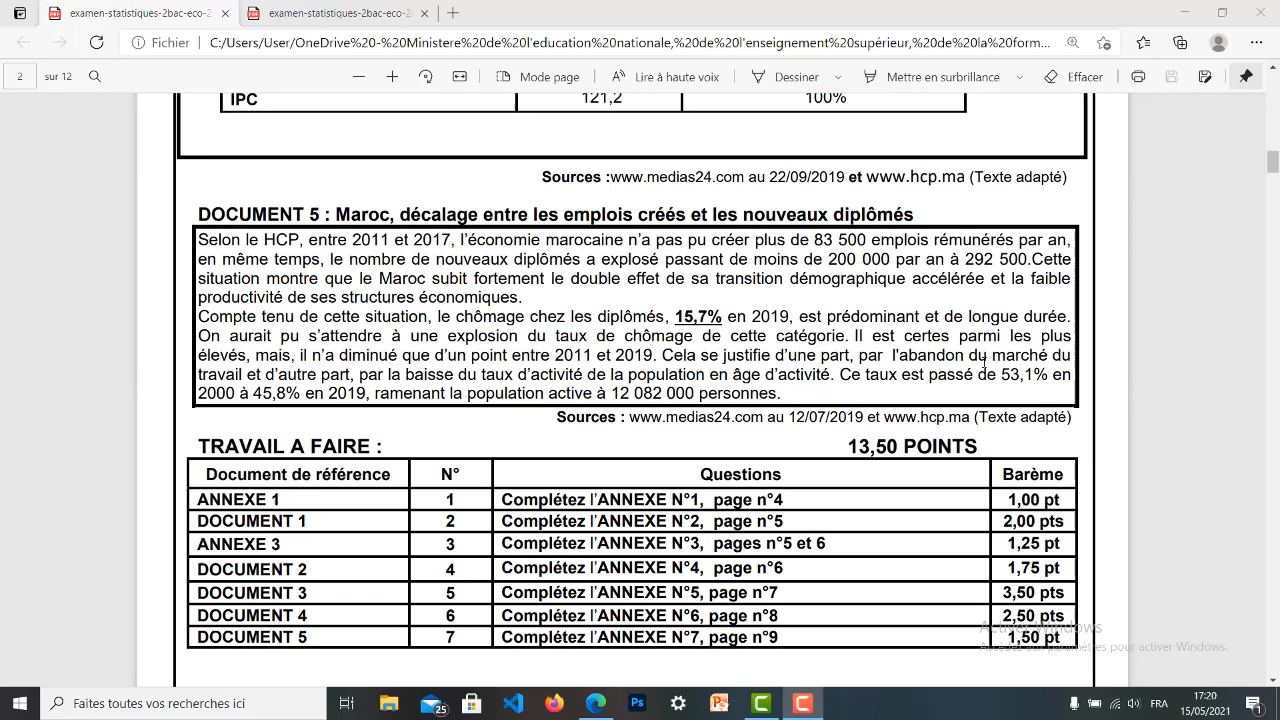 examen-statistiques-2bac-eco-2
examen-statistiques-2bac-eco-2
Fichier
C:/Users/User/OneDrive%20-%20Ministere%20de%20l'education%20nationale,%20de%20l'enseignement%20supérieur,%20de%20la%20form...
2 sur 12
Mode page
Lire à haute voix
Dessiner
Mettre en surbrillance
Effacer
IPC 121,2 100%
Sources :www.medias24.com au 22/09/2019 et www.hcp.ma (Texte adapté)
DOCUMENT 5 : Maroc, décalage entre les emplois créés et les nouveaux diplômés
Selon le HCP, entre 2011 et 2017, l’économie marocaine n’a pas pu créer plus de 83 500 emplois rémunérés par an,
en même temps, le nombre de nouveaux diplômés a explosé passant de moins de 200 000 par an à 292 500.Cette
situation montre que le Maroc subit fortement le double effet de sa transition démographique accélérée et la faible
productivité de ses structures économiques.
Compte tenu de cette situation, le chômage chez les diplômés, 15,7% en 2019, est prédominant et de longue durée.
On aurait pu s’attendre à une explosion du taux de chômage de cette catégorie. Il est certes parmi les plus
élevés, mais, il n’a diminué que d’un point entre 2011 et 2019. Cela se justifie d’une part, par l'abandon du marché du
travail et d’autre part, par la baisse du taux d’activité de la population en âge d’activité. Ce taux est passé de 53,1% en
2000 à 45,8% en 2019, ramenant la population active à 12 082 000 personnes.
Sources : www.medias24.com au 12/07/2019 et www.hcp.ma (Texte adapté)
TRAVAIL A FAIRE : 13,50 POINTS
Document de référence N° Questions Barème
ANNEXE 1 1 Complétez l’ANNEXE N°1, page n°4 1,00 pt
DOCUMENT 1 2 Complétez l’ANNEXE N°2, page n°5 2,00 pts
ANNEXE 3 3 Complétez l’ANNEXE N°3, pages n°5 et 6 1,25 pt
DOCUMENT 2 4 Complétez l’ANNEXE N°4, page n°6 1,75 pt
DOCUMENT 3 5 Complétez l’ANNEXE N°5, page n°7 3,50 pts
DOCUMENT 4 6 Complétez l’ANNEXE N°6, page n°8 2,50 pts
DOCUMENT 5 7 Complétez l’ANNEXE N°7, page n°9 1,50 pt
Activer Windows
Accédez aux paramètres pour activer Windows.
Faites/toutes vos recherches ici
25
FRA
17:20
15/05/2021
1